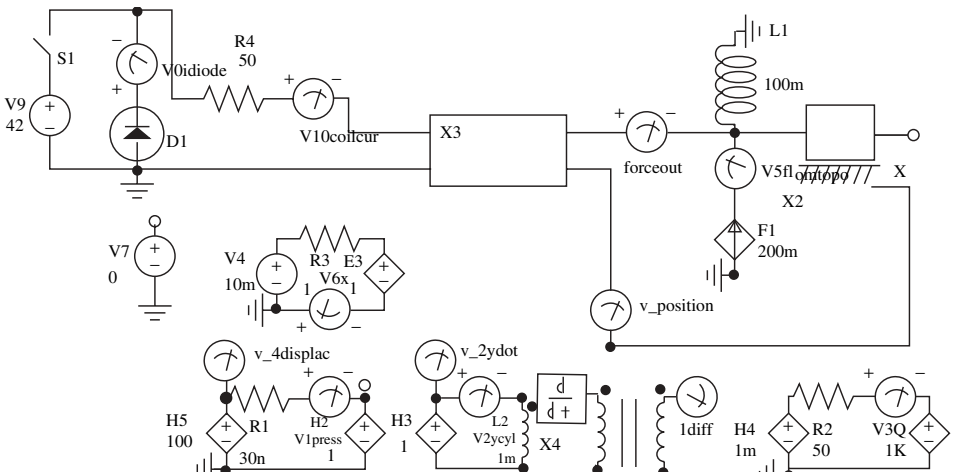 S1
V9
42
V0idiode
D1
R4
50
V10coilcur
X3
forceout
L1
100m
V5fl omtopo
X
X2
F1
200m
V7
0
V4
10m
R3
E3
V6x
1
1
v_position
v_4displac
H5
100
R1
30n
H2
V1press
1
v_2ydot
H3
1
L2
V2ycyl
1m
d
dt
X4
1diff
H4
1m
R2
50
V3Q
1K